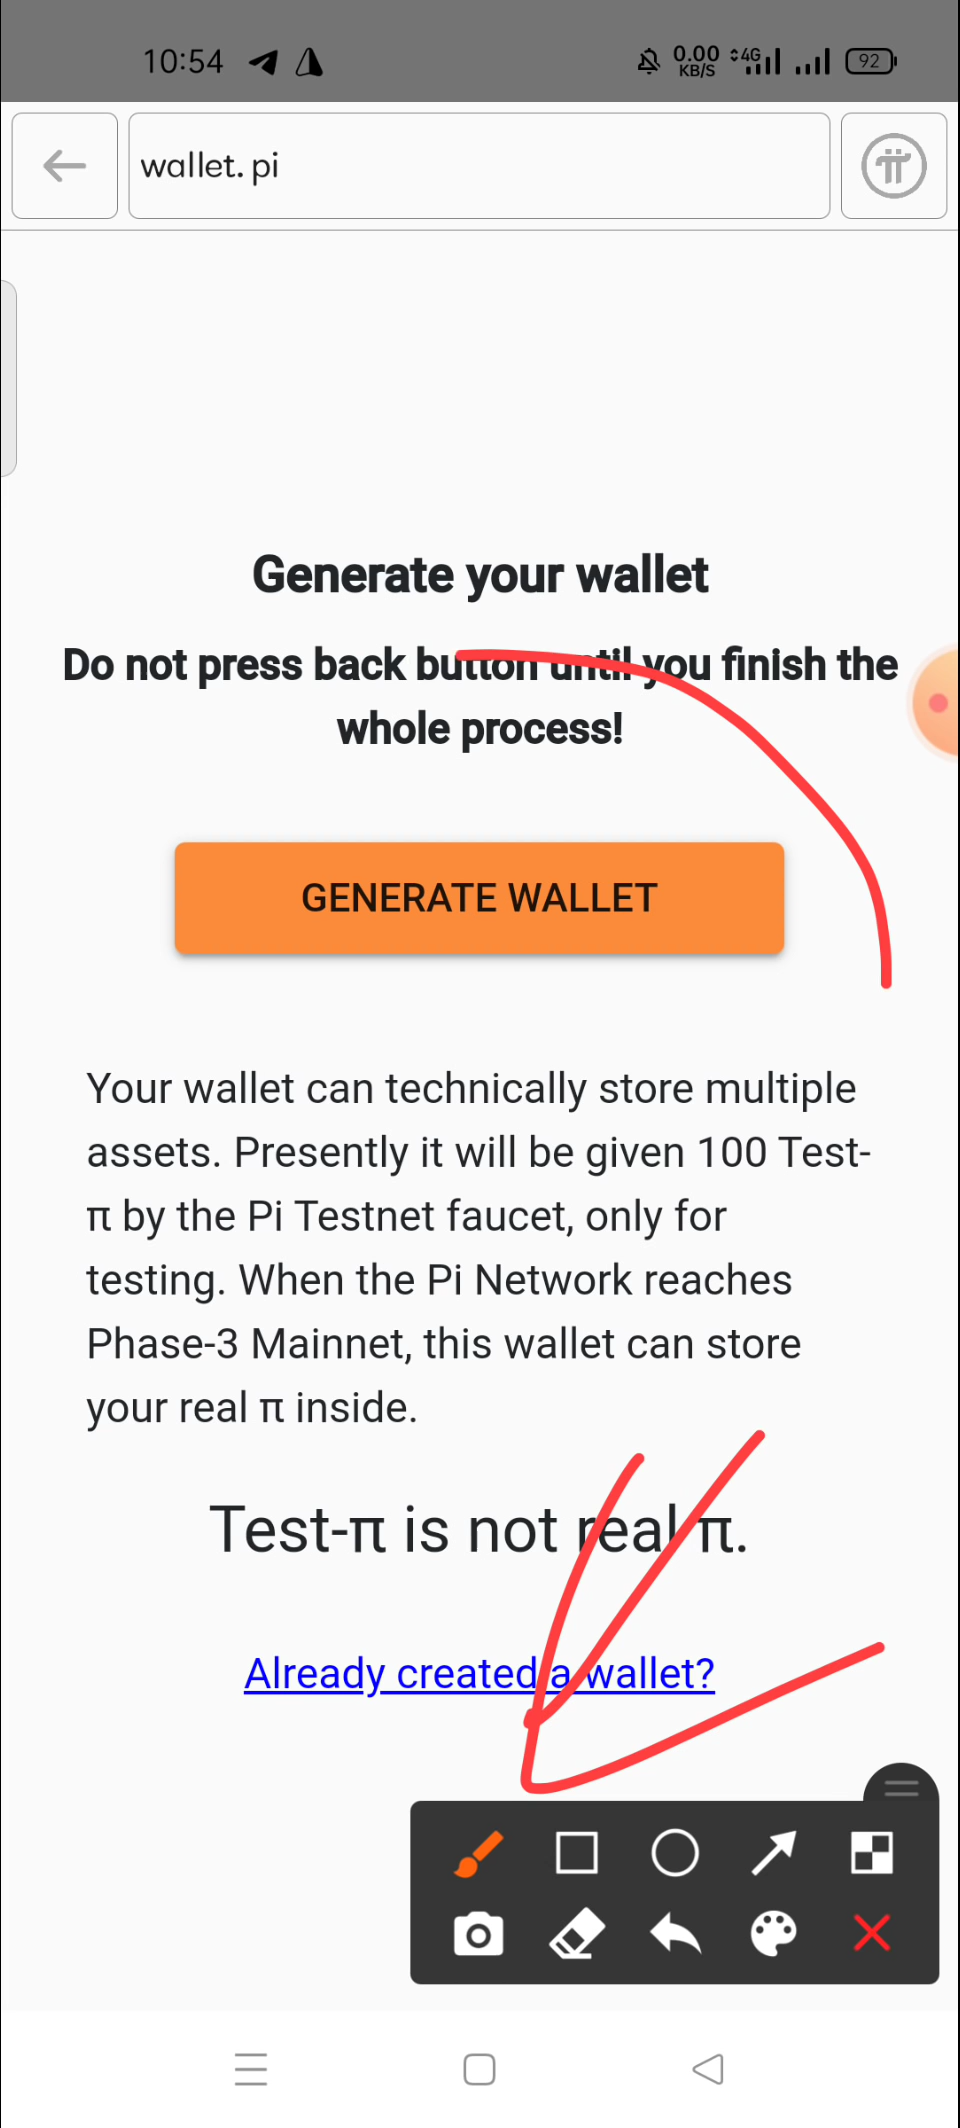 10:54
0.00 KB/S 4G 92
wallet.pi
Generate your wallet
Do not press back button until you finish the
whole process!
GENERATE WALLET
Your wallet can technically store multiple
assets. Presently it will be given 100 Test-
π by the Pi Testnet faucet, only for
testing. When the Pi Network reaches
Phase-3 Mainnet, this wallet can store
your real π inside.
Test-π is not real π.
Already created a wallet?